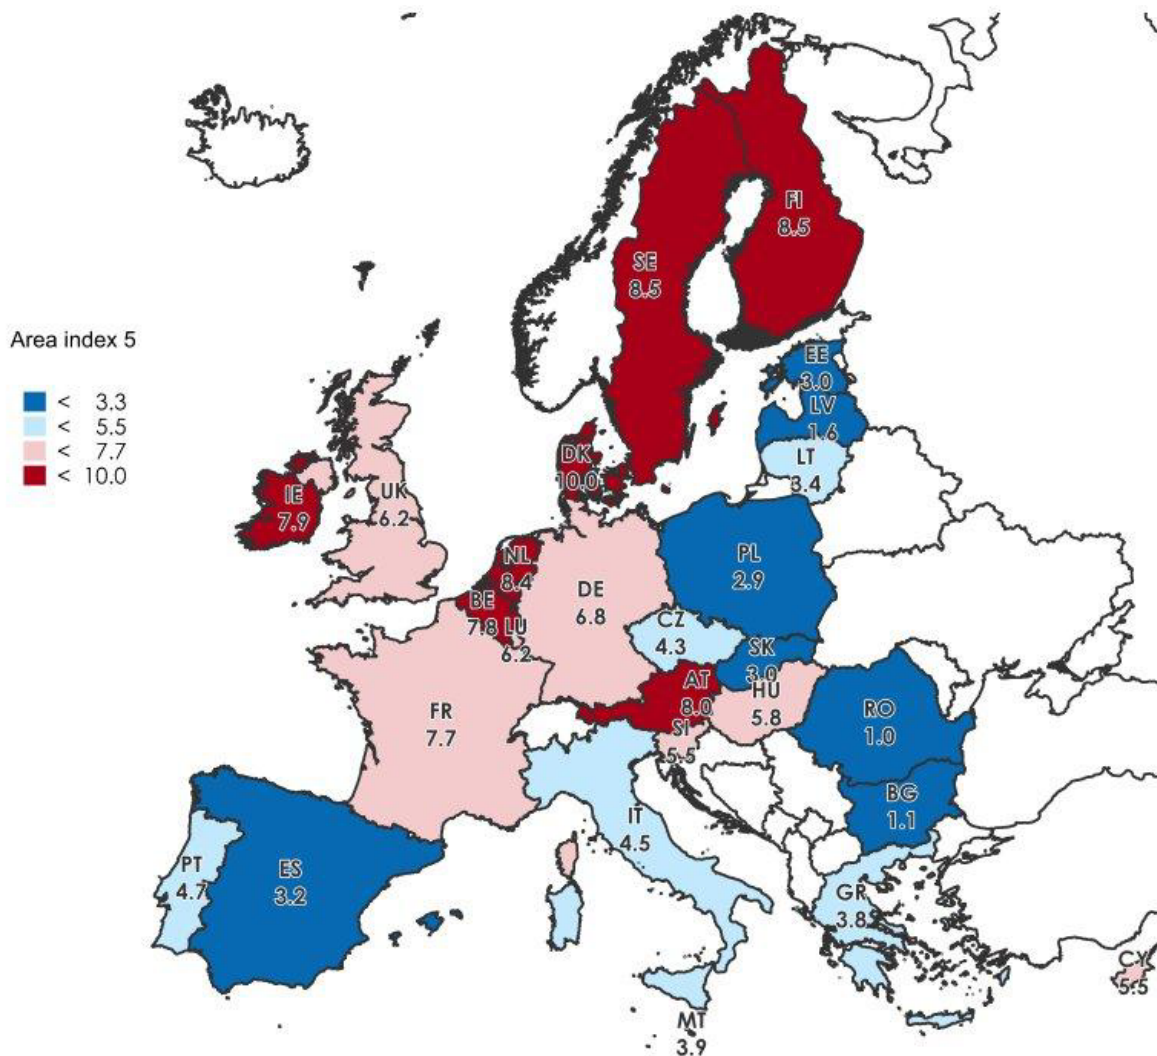 Area index 5
< 3.3
< 5.5
< 7.7
< 10.0
FI
8.5
SE
8.5
EE
3.0
LV
1.6
LT
3.4
DK
10.0
IE
7.9
UK
6.2
NL
8.4
BE
7.8
LU
6.2
DE
6.8
PL
2.9
CZ
4.3
SK
3.0
AT
8.0
HU
5.8
SI
5.5
FR
7.7
RO
1.0
BG
1.1
IT
4.5
PT
4.7
ES
3.2
GR
3.8
CY
5.5
MT
3.9